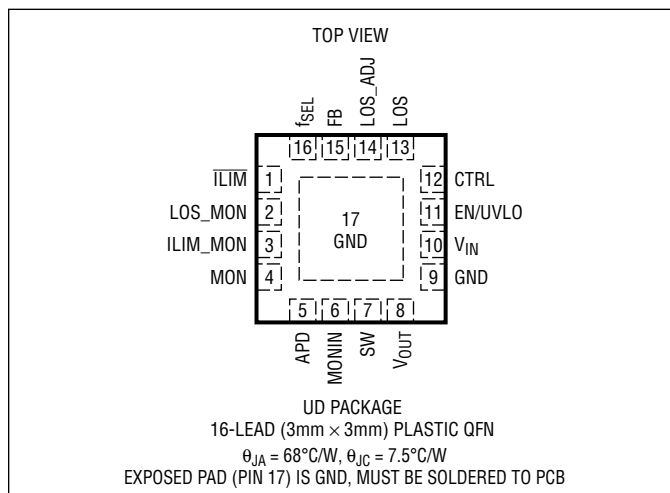 TOP VIEW
fSEL
FB
LOS_ADJ
LOS
16 15 14 13
ILIM 1
LOS_MON 2
ILIM_MON 3
MON 4
17
GND
12 CTRL
11 EN/UVLO
10 VIN
9 GND
5 6 7 8
APD
MONIN
SW
VOUT
UD PACKAGE
16-LEAD (3mm × 3mm) PLASTIC QFN
θJA = 68°C/W, θJC = 7.5°C/W
EXPOSED PAD (PIN 17) IS GND, MUST BE SOLDERED TO PCB